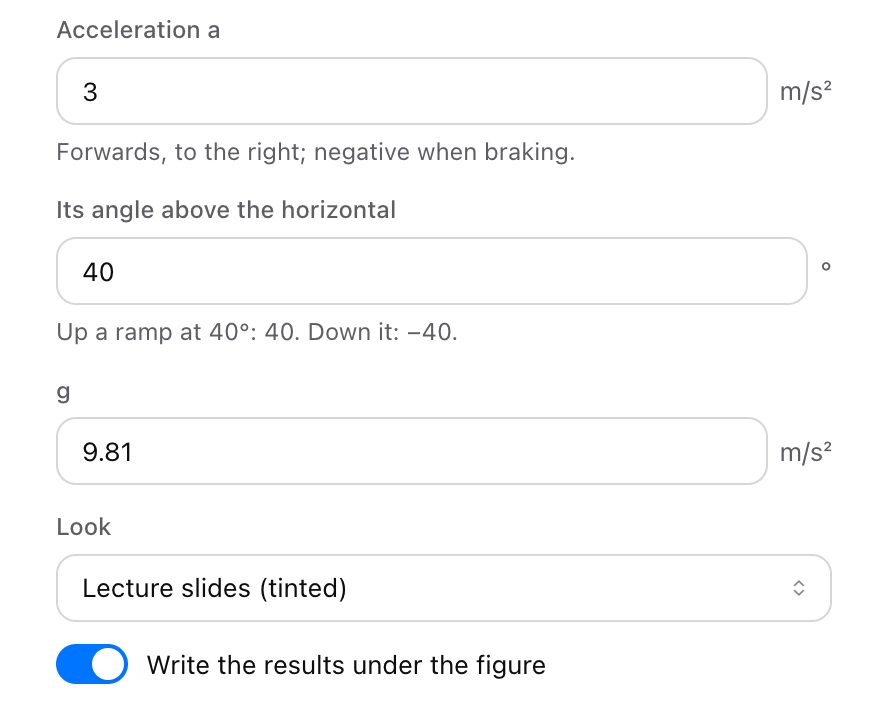 Acceleration a
3 m/s²
Forwards, to the right; negative when braking.
Its angle above the horizontal
40 °
Up a ramp at 40°: 40. Down it: −40.
g
9.81 m/s²
Look
Lecture slides (tinted)
Write the results under the figure